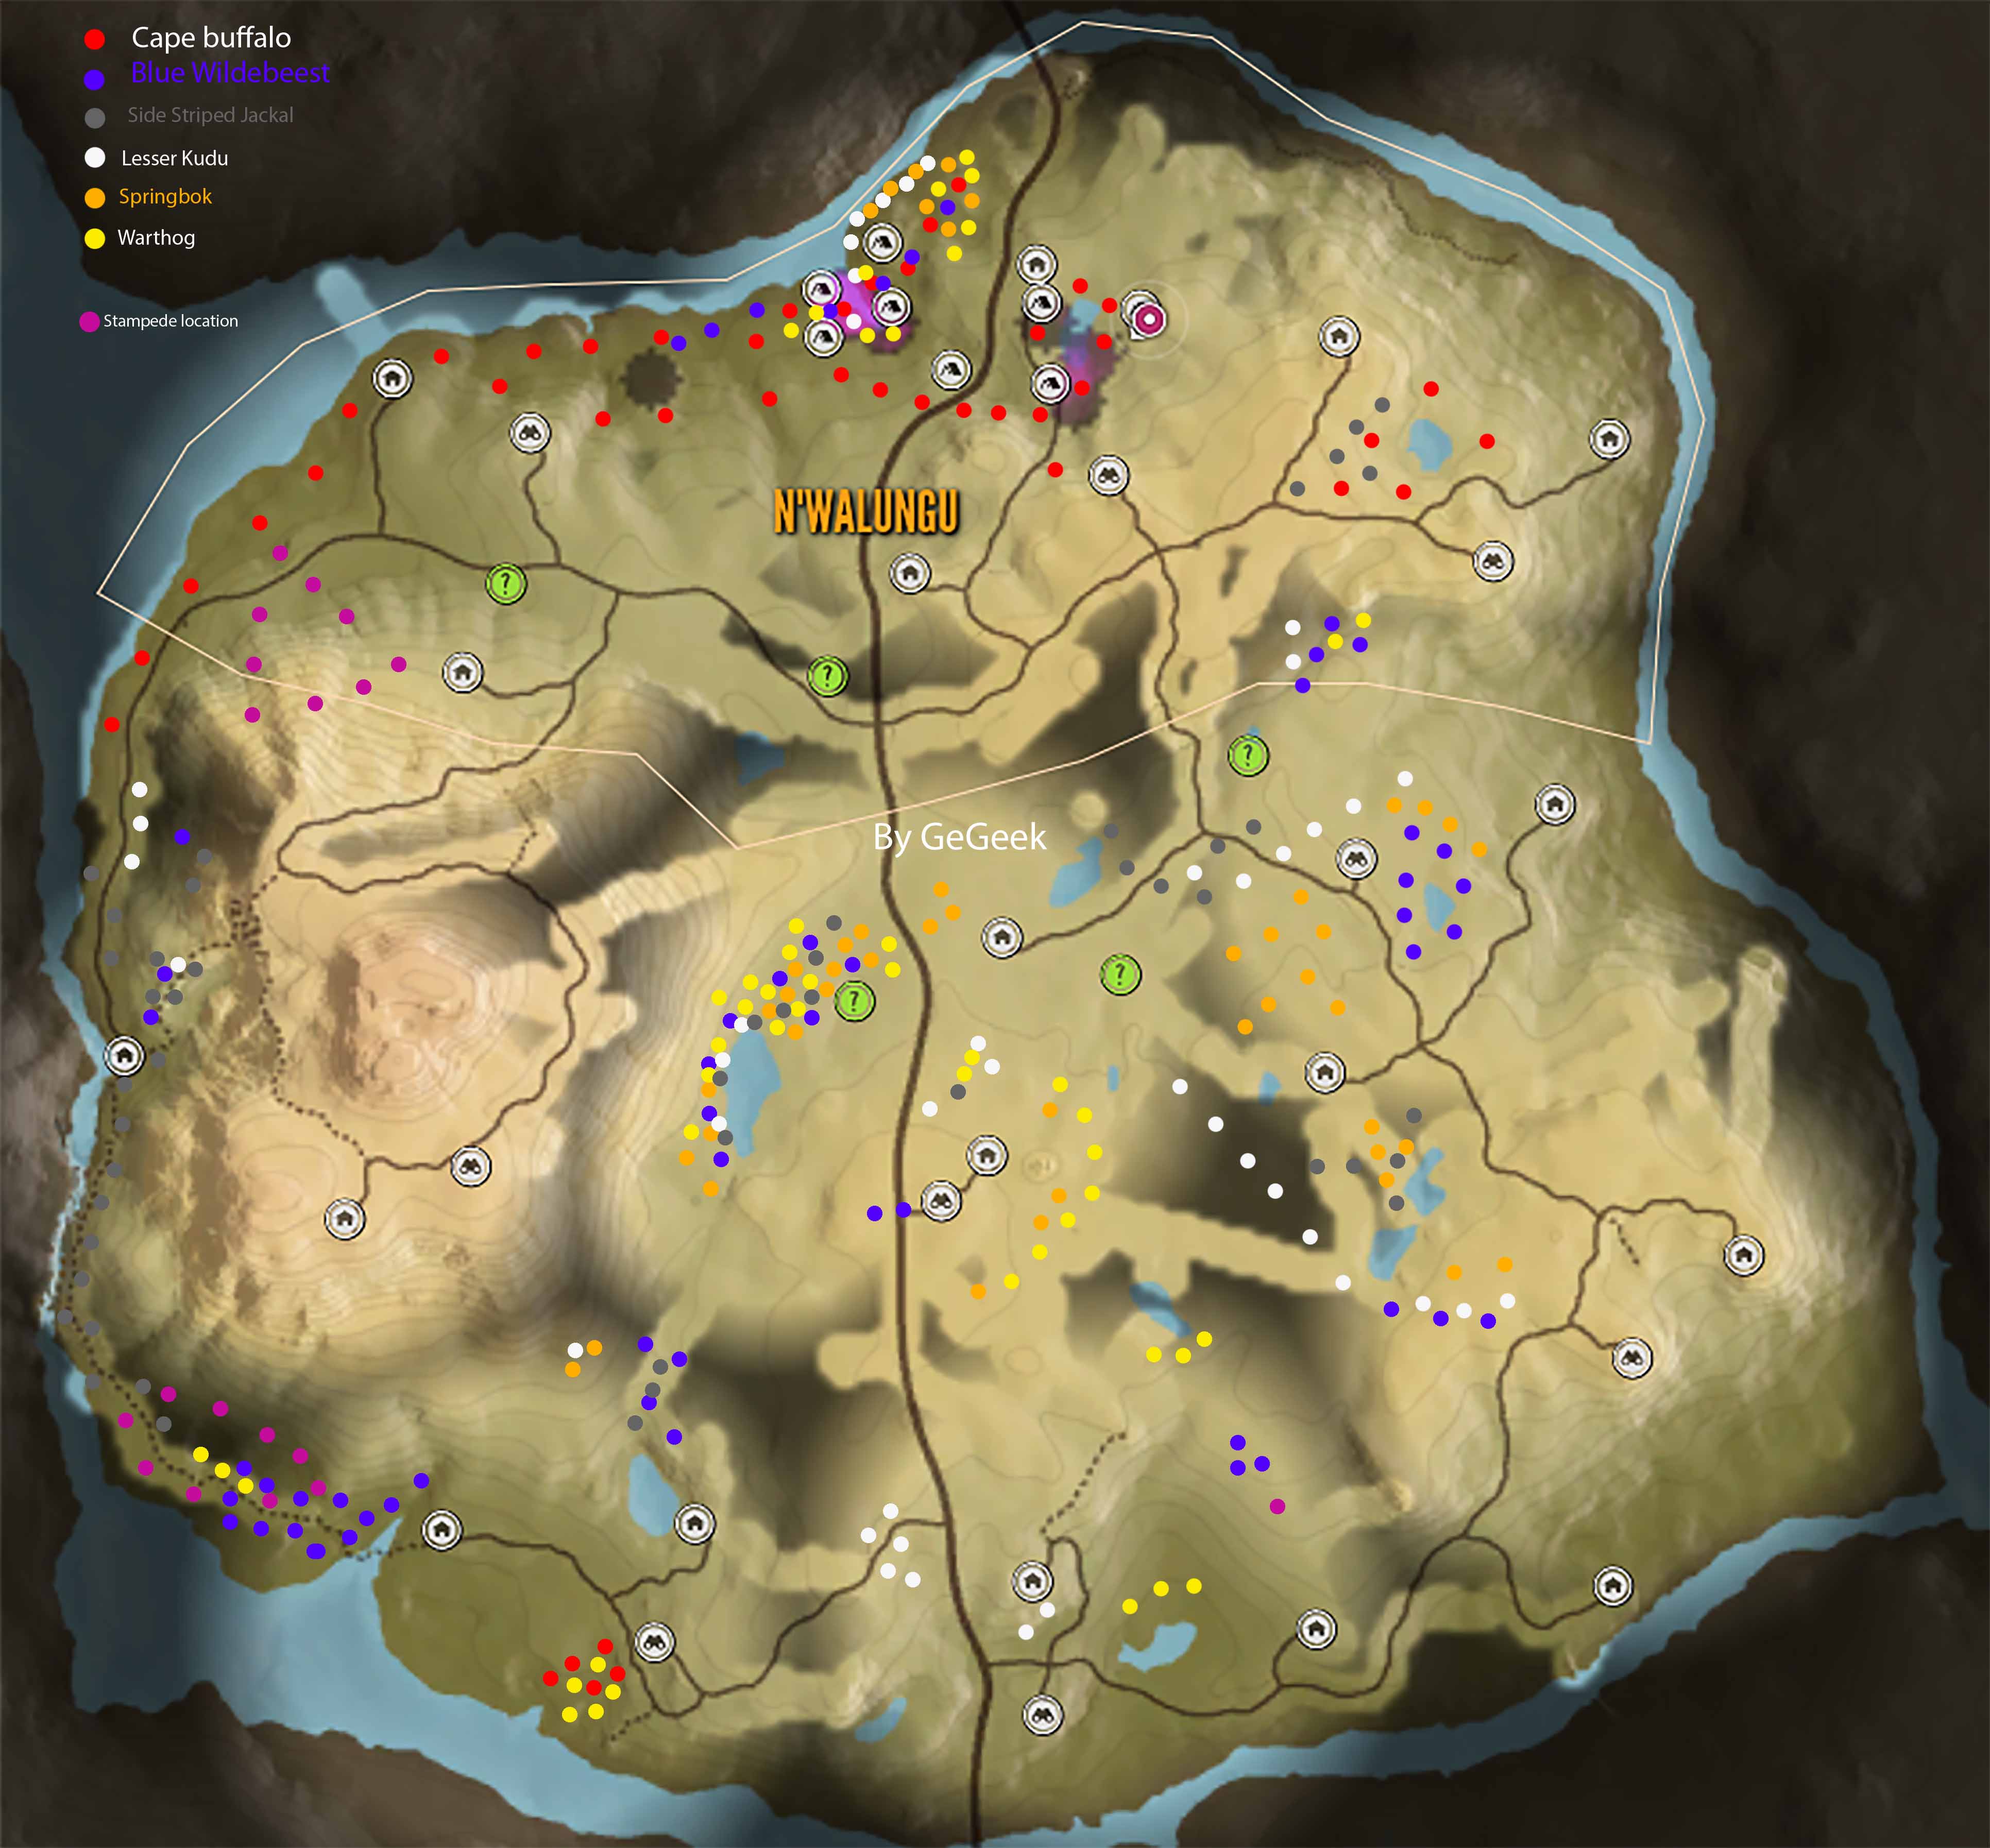 Cape buffalo
Blue Wildebeest
Side Striped Jackal
Lesser Kudu
Springbok
Warthog
Stampede location
N'WALUNGU
By GeGeek
?
?
?
?
?